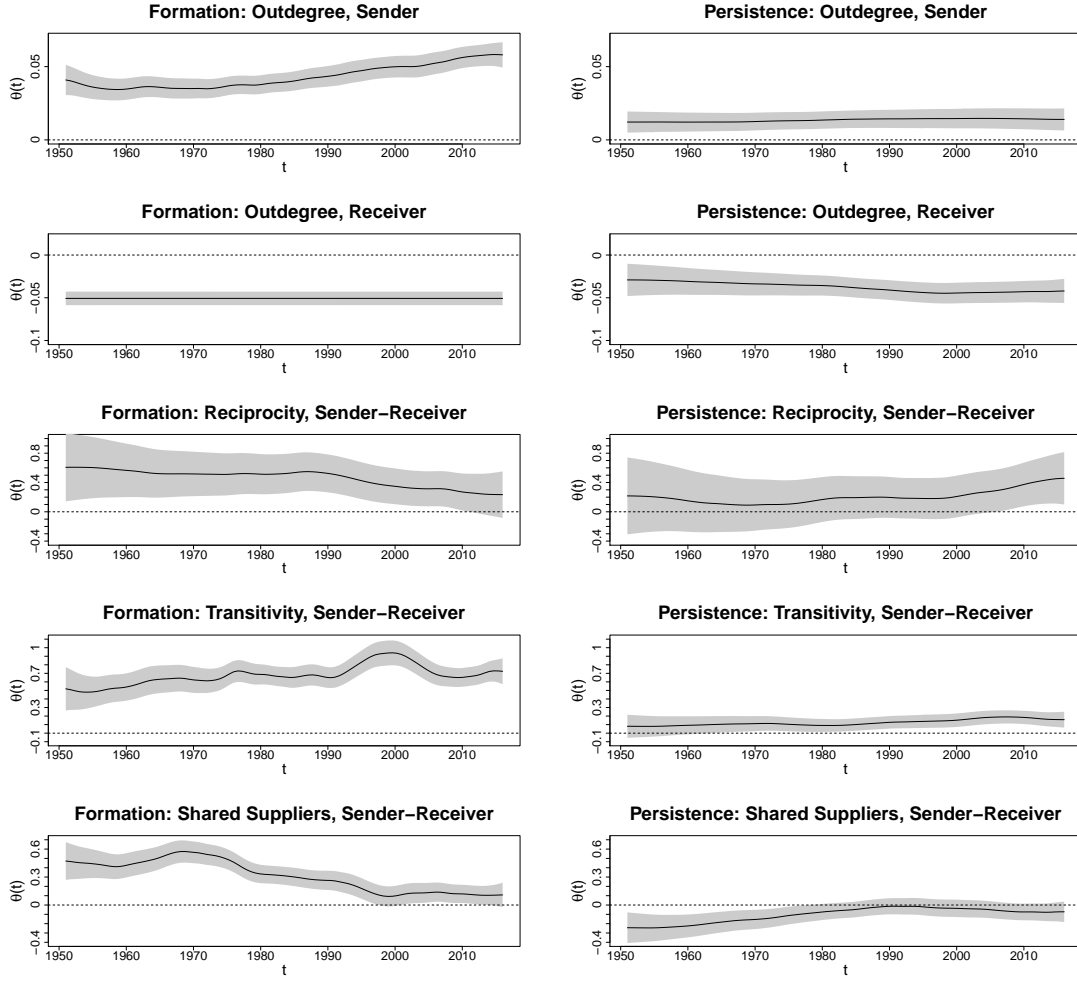 Formation: Outdegree, Sender
θ(t)
0.05
0
1950 1960 1970 1980 1990 2000 2010
t
Persistence: Outdegree, Sender
θ(t)
0.05
0
1950 1960 1970 1980 1990 2000 2010
t
Formation: Outdegree, Receiver
θ(t)
0
−0.05
−0.1
1950 1960 1970 1980 1990 2000 2010
t
Persistence: Outdegree, Receiver
θ(t)
0
−0.05
−0.1
1950 1960 1970 1980 1990 2000 2010
t
Formation: Reciprocity, Sender−Receiver
θ(t)
0.8
0.4
0
−0.4
1950 1960 1970 1980 1990 2000 2010
t
Persistence: Reciprocity, Sender−Receiver
θ(t)
0.8
0.4
0
−0.4
1950 1960 1970 1980 1990 2000 2010
t
Formation: Transitivity, Sender−Receiver
θ(t)
1
0.7
0.3
−0.1
1950 1960 1970 1980 1990 2000 2010
t
Persistence: Transitivity, Sender−Receiver
θ(t)
1
0.7
0.3
−0.1
1950 1960 1970 1980 1990 2000 2010
t
Formation: Shared Suppliers, Sender−Receiver
θ(t)
0.6
0.3
0
−0.4
1950 1960 1970 1980 1990 2000 2010
t
Persistence: Shared Suppliers, Sender−Receiver
θ(t)
0.6
0.3
0
−0.4
1950 1960 1970 1980 1990 2000 2010
t